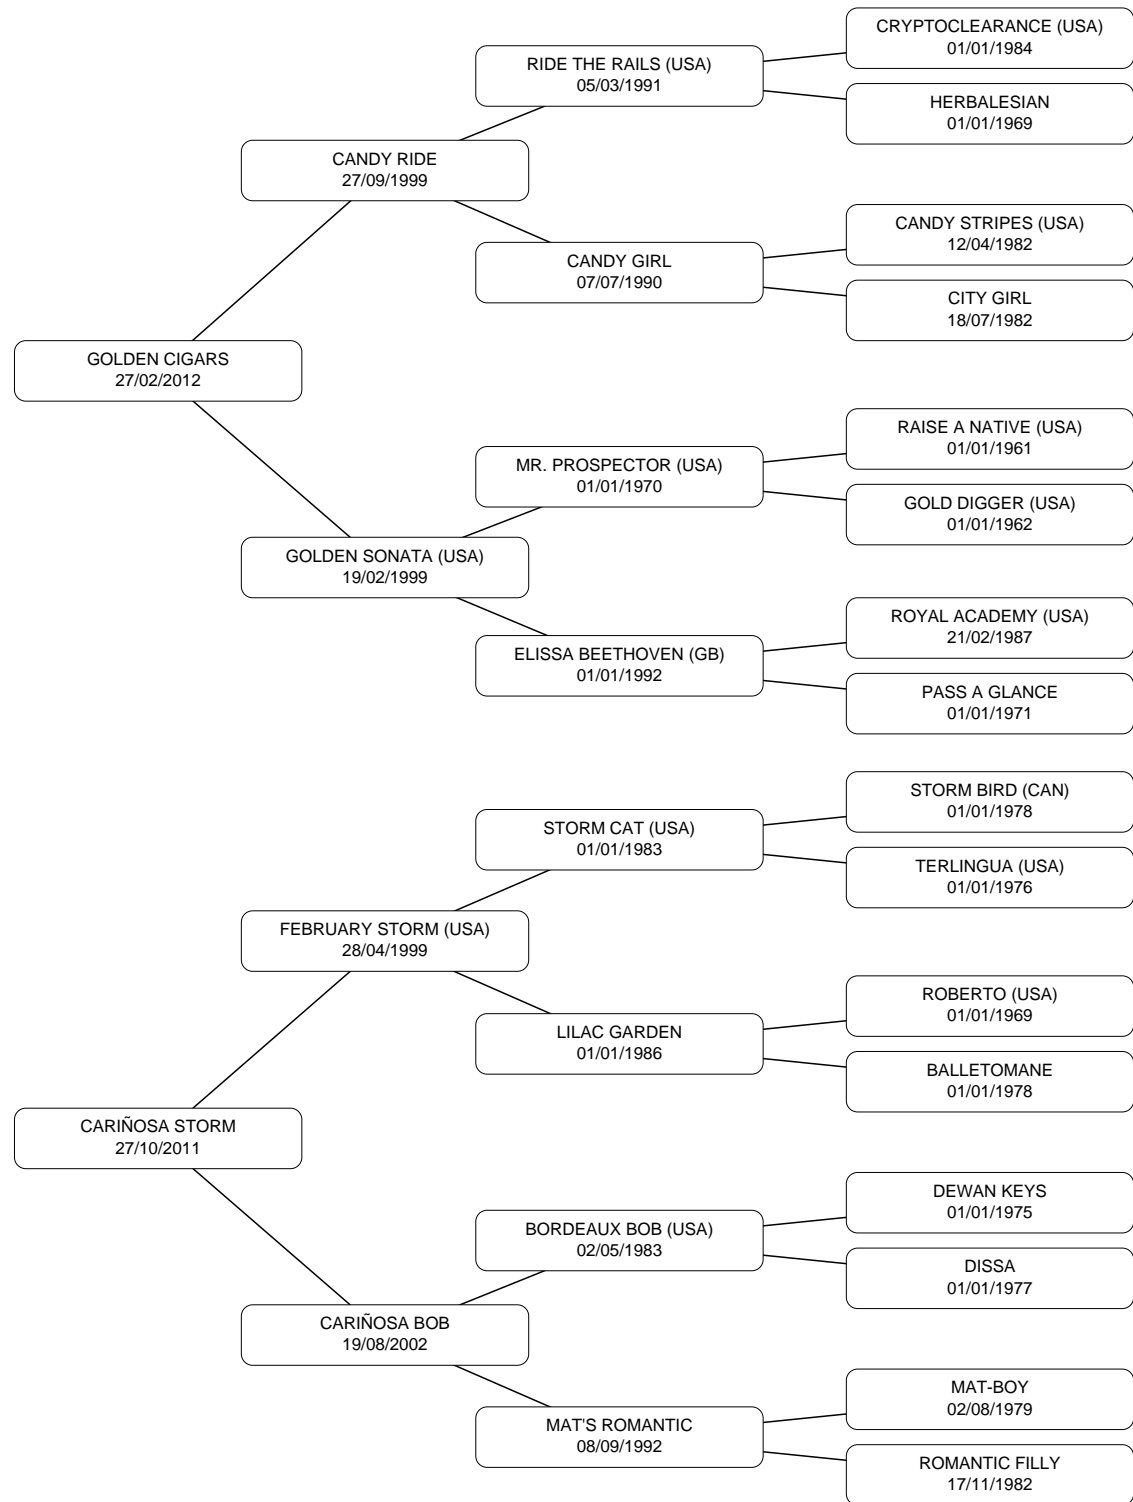 CRYPTOCLEARANCE (USA)
01/01/1984
RIDE THE RAILS (USA)
05/03/1991
HERBALESIAN
01/01/1969
CANDY RIDE
27/09/1999
CANDY STRIPES (USA)
12/04/1982
CANDY GIRL
07/07/1990
CITY GIRL
18/07/1982
GOLDEN CIGARS
27/02/2012
RAISE A NATIVE (USA)
01/01/1961
MR. PROSPECTOR (USA)
01/01/1970
GOLD DIGGER (USA)
01/01/1962
GOLDEN SONATA (USA)
19/02/1999
ROYAL ACADEMY (USA)
21/02/1987
ELISSA BEETHOVEN (GB)
01/01/1992
PASS A GLANCE
01/01/1971
STORM BIRD (CAN)
01/01/1978
STORM CAT (USA)
01/01/1983
TERLINGUA (USA)
01/01/1976
FEBRUARY STORM (USA)
28/04/1999
ROBERTO (USA)
01/01/1969
LILAC GARDEN
01/01/1986
BALLETOMANE
01/01/1978
CARIÑOSA STORM
27/10/2011
DEWAN KEYS
01/01/1975
BORDEAUX BOB (USA)
02/05/1983
DISSA
01/01/1977
CARIÑOSA BOB
19/08/2002
MAT-BOY
02/08/1979
MAT'S ROMANTIC
08/09/1992
ROMANTIC FILLY
17/11/1982